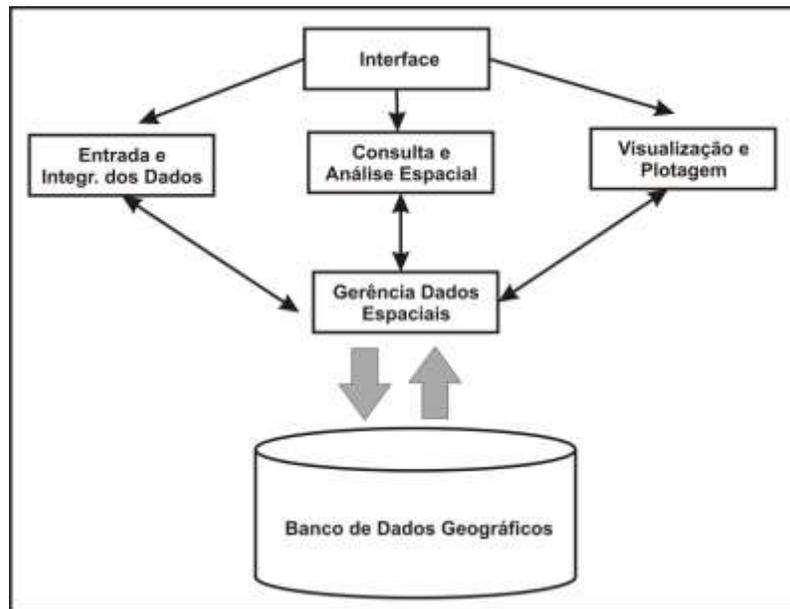 Interface
Entrada e
Integr. dos Dados
Consulta e
Análise Espacial
Visualização e
Plotagem
Gerência Dados
Espaciais
Banco de Dados Geográficos